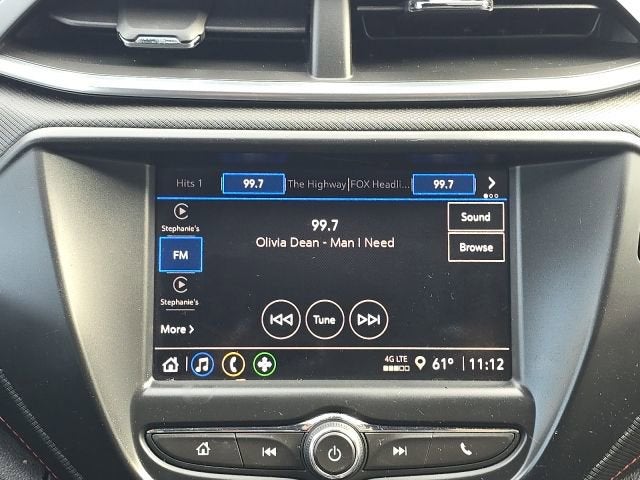 Hits 1 99.7 The Highway FOX Headli... 99.7
Stephanie's
99.7
Sound
Olivia Dean - Man I Need
Browse
FM
Stephanie's
Tune
More
4G LTE
61° 11:12